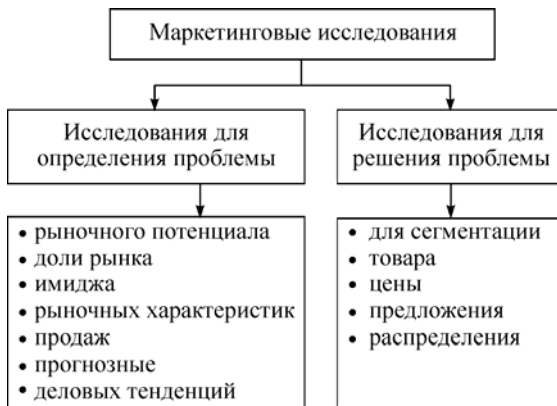 Маркетинговые исследования
Исследования для
определения проблемы
Исследования для
решения проблемы
• рыночного потенциала
• доли рынка
• имиджа
• рыночных характеристик
• продаж
• прогнозные
• деловых тенденций
• для сегментации
• товара
• цены
• предложения
• распределения